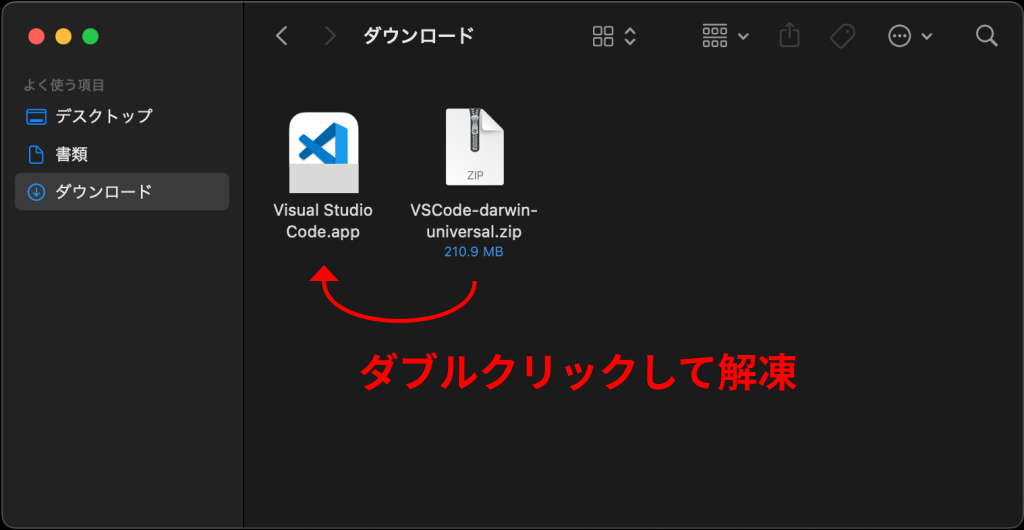 ダウンロード
よく使う項目
デスクトップ
書類
ダウンロード
ZIP
Visual Studio
Code.app
VSCode-darwin-
universal.zip
210.9 MB
ダブルクリックして解凍